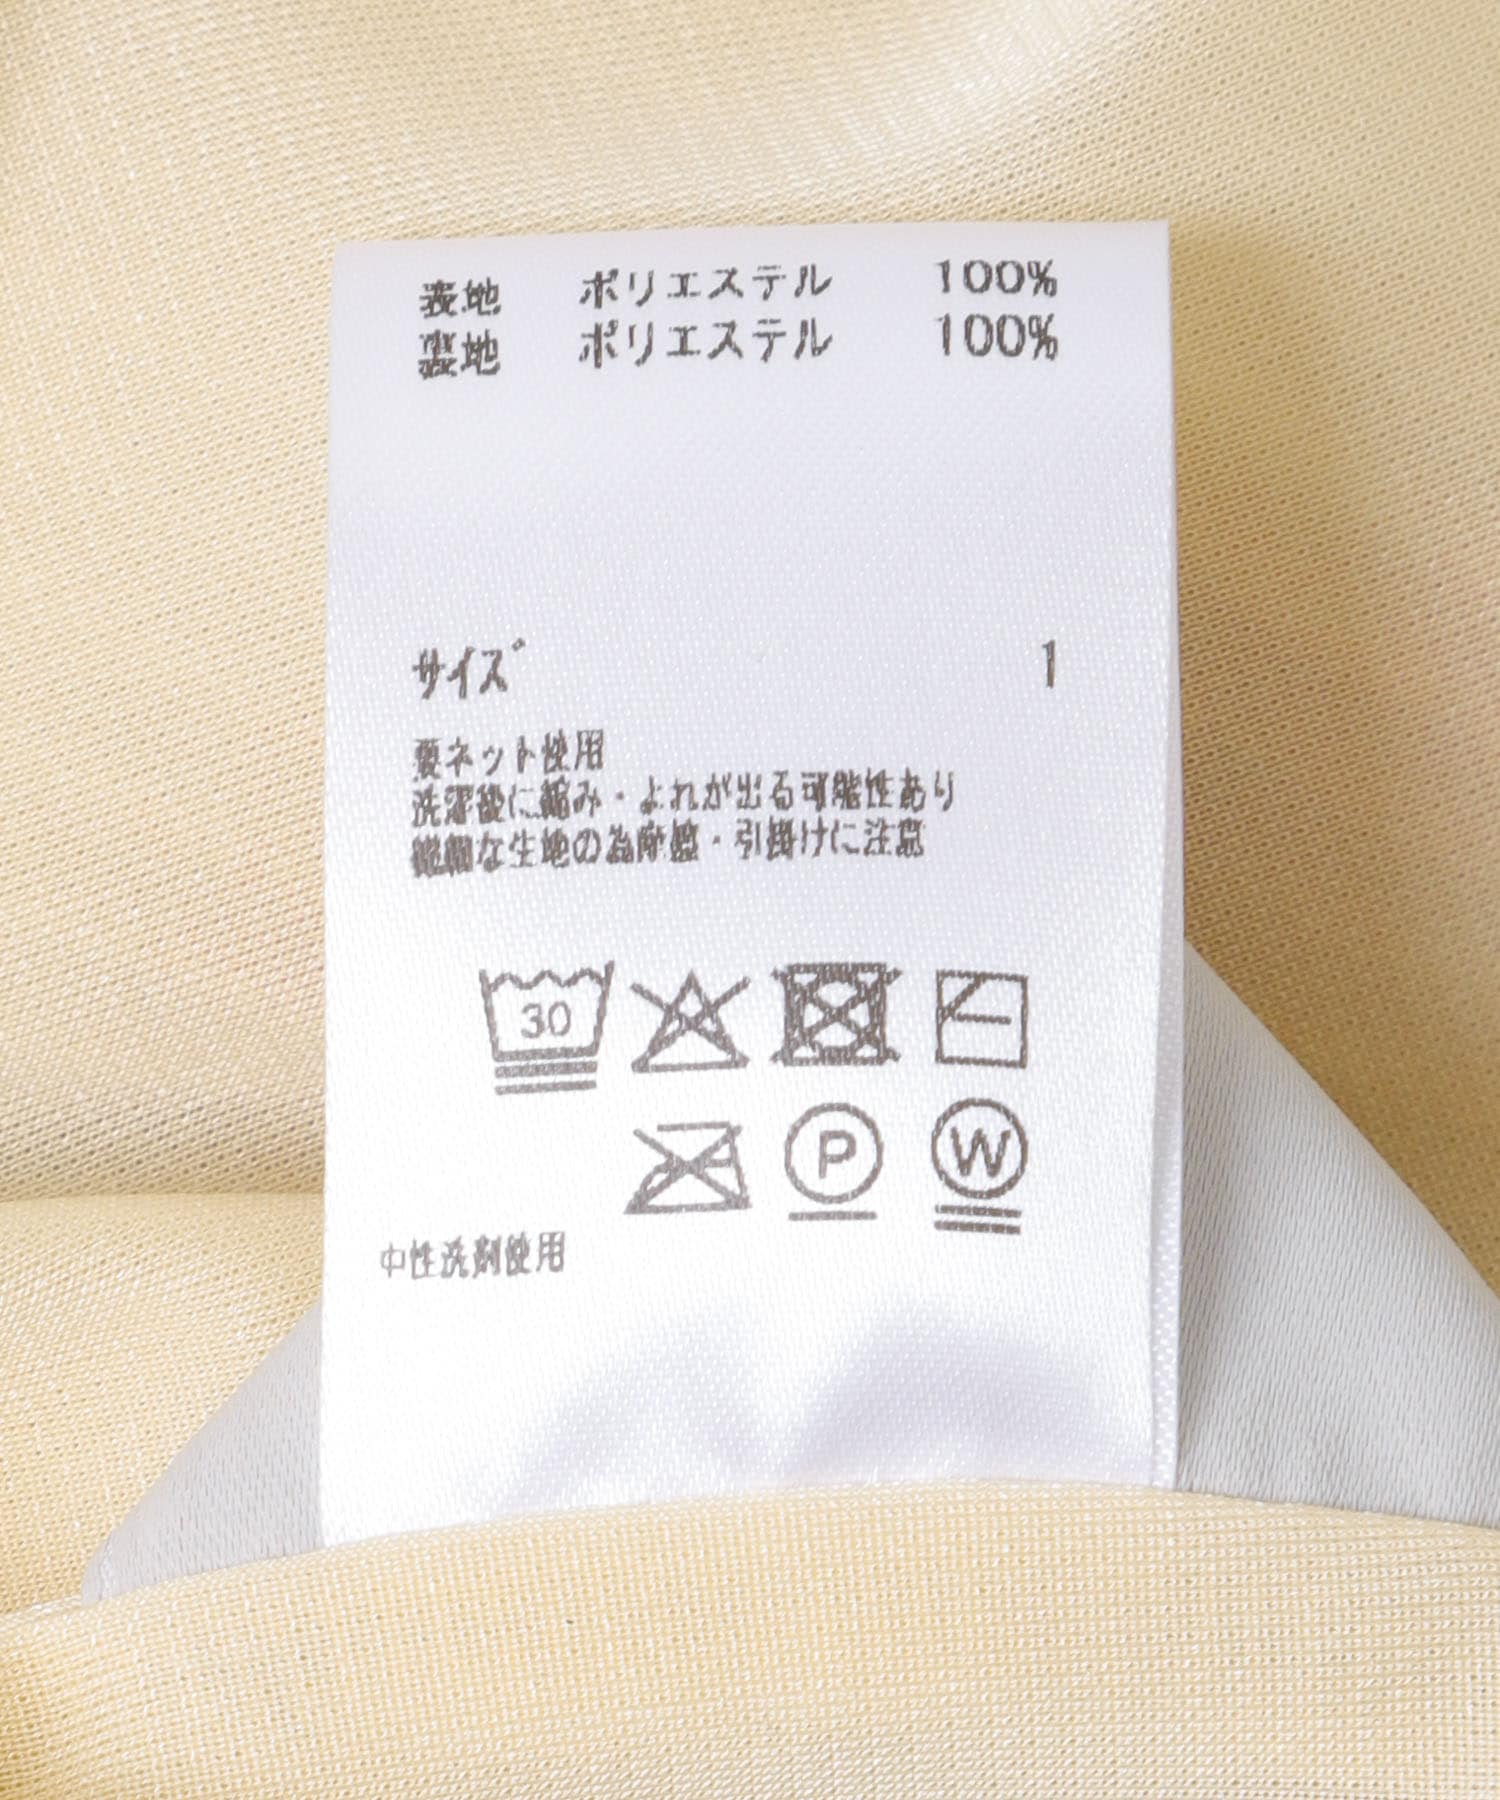 表地 ポリエステル 100%
裏地 ポリエステル 100%
サイズ 1
要ネット使用
洗濯後に縮み・よれが出る可能性あり
繊細な生地の為摩擦・引掛けに注意
30
P W
中性洗剤使用